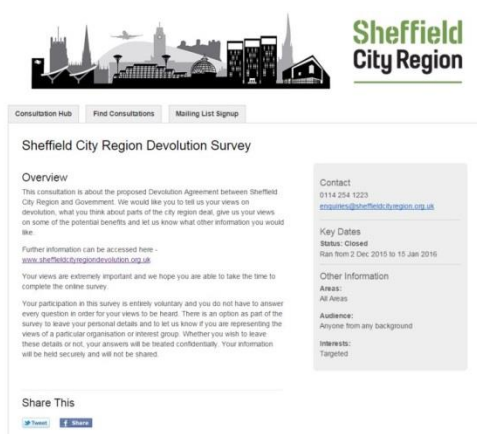 Sheffield
City Region
Consultation Hub
Find Consultations
Mailing List Signup
Sheffield City Region Devolution Survey
Overview
This consultation is about the proposed Devolution Agreement between Sheffield
City Region and Government. We would like you to tell us your views on
devolution, what you think about parts of the city region deal, give us your views
on some of the potential benefits and let us know what other information you would
like.
Further information can be accessed here -
www.sheffieldcityregiondevolution.org.uk
Your views are extremely important and we hope you are able to take the time to
complete the online survey.
Your participation in this survey is entirely voluntary and you do not have to answer
every question in order for your views to be heard. There is an option as part of the
survey to leave your personal details and to let us know if you are representing the
views of a particular organisation or interest group. Whether you wish to leave
these details or not, your answers will be treated confidentially. Your information
will be held securely and will not be shared.
Contact
0114 254 1223
enquiries@sheffieldcityregion.org.uk
Key Dates
Status: Closed
Ran from 2 Dec 2015 to 15 Jan 2016
Other Information
Areas:
All Areas
Audience:
Anyone from any background
Interests:
Targeted
Share This
Tweet
Share